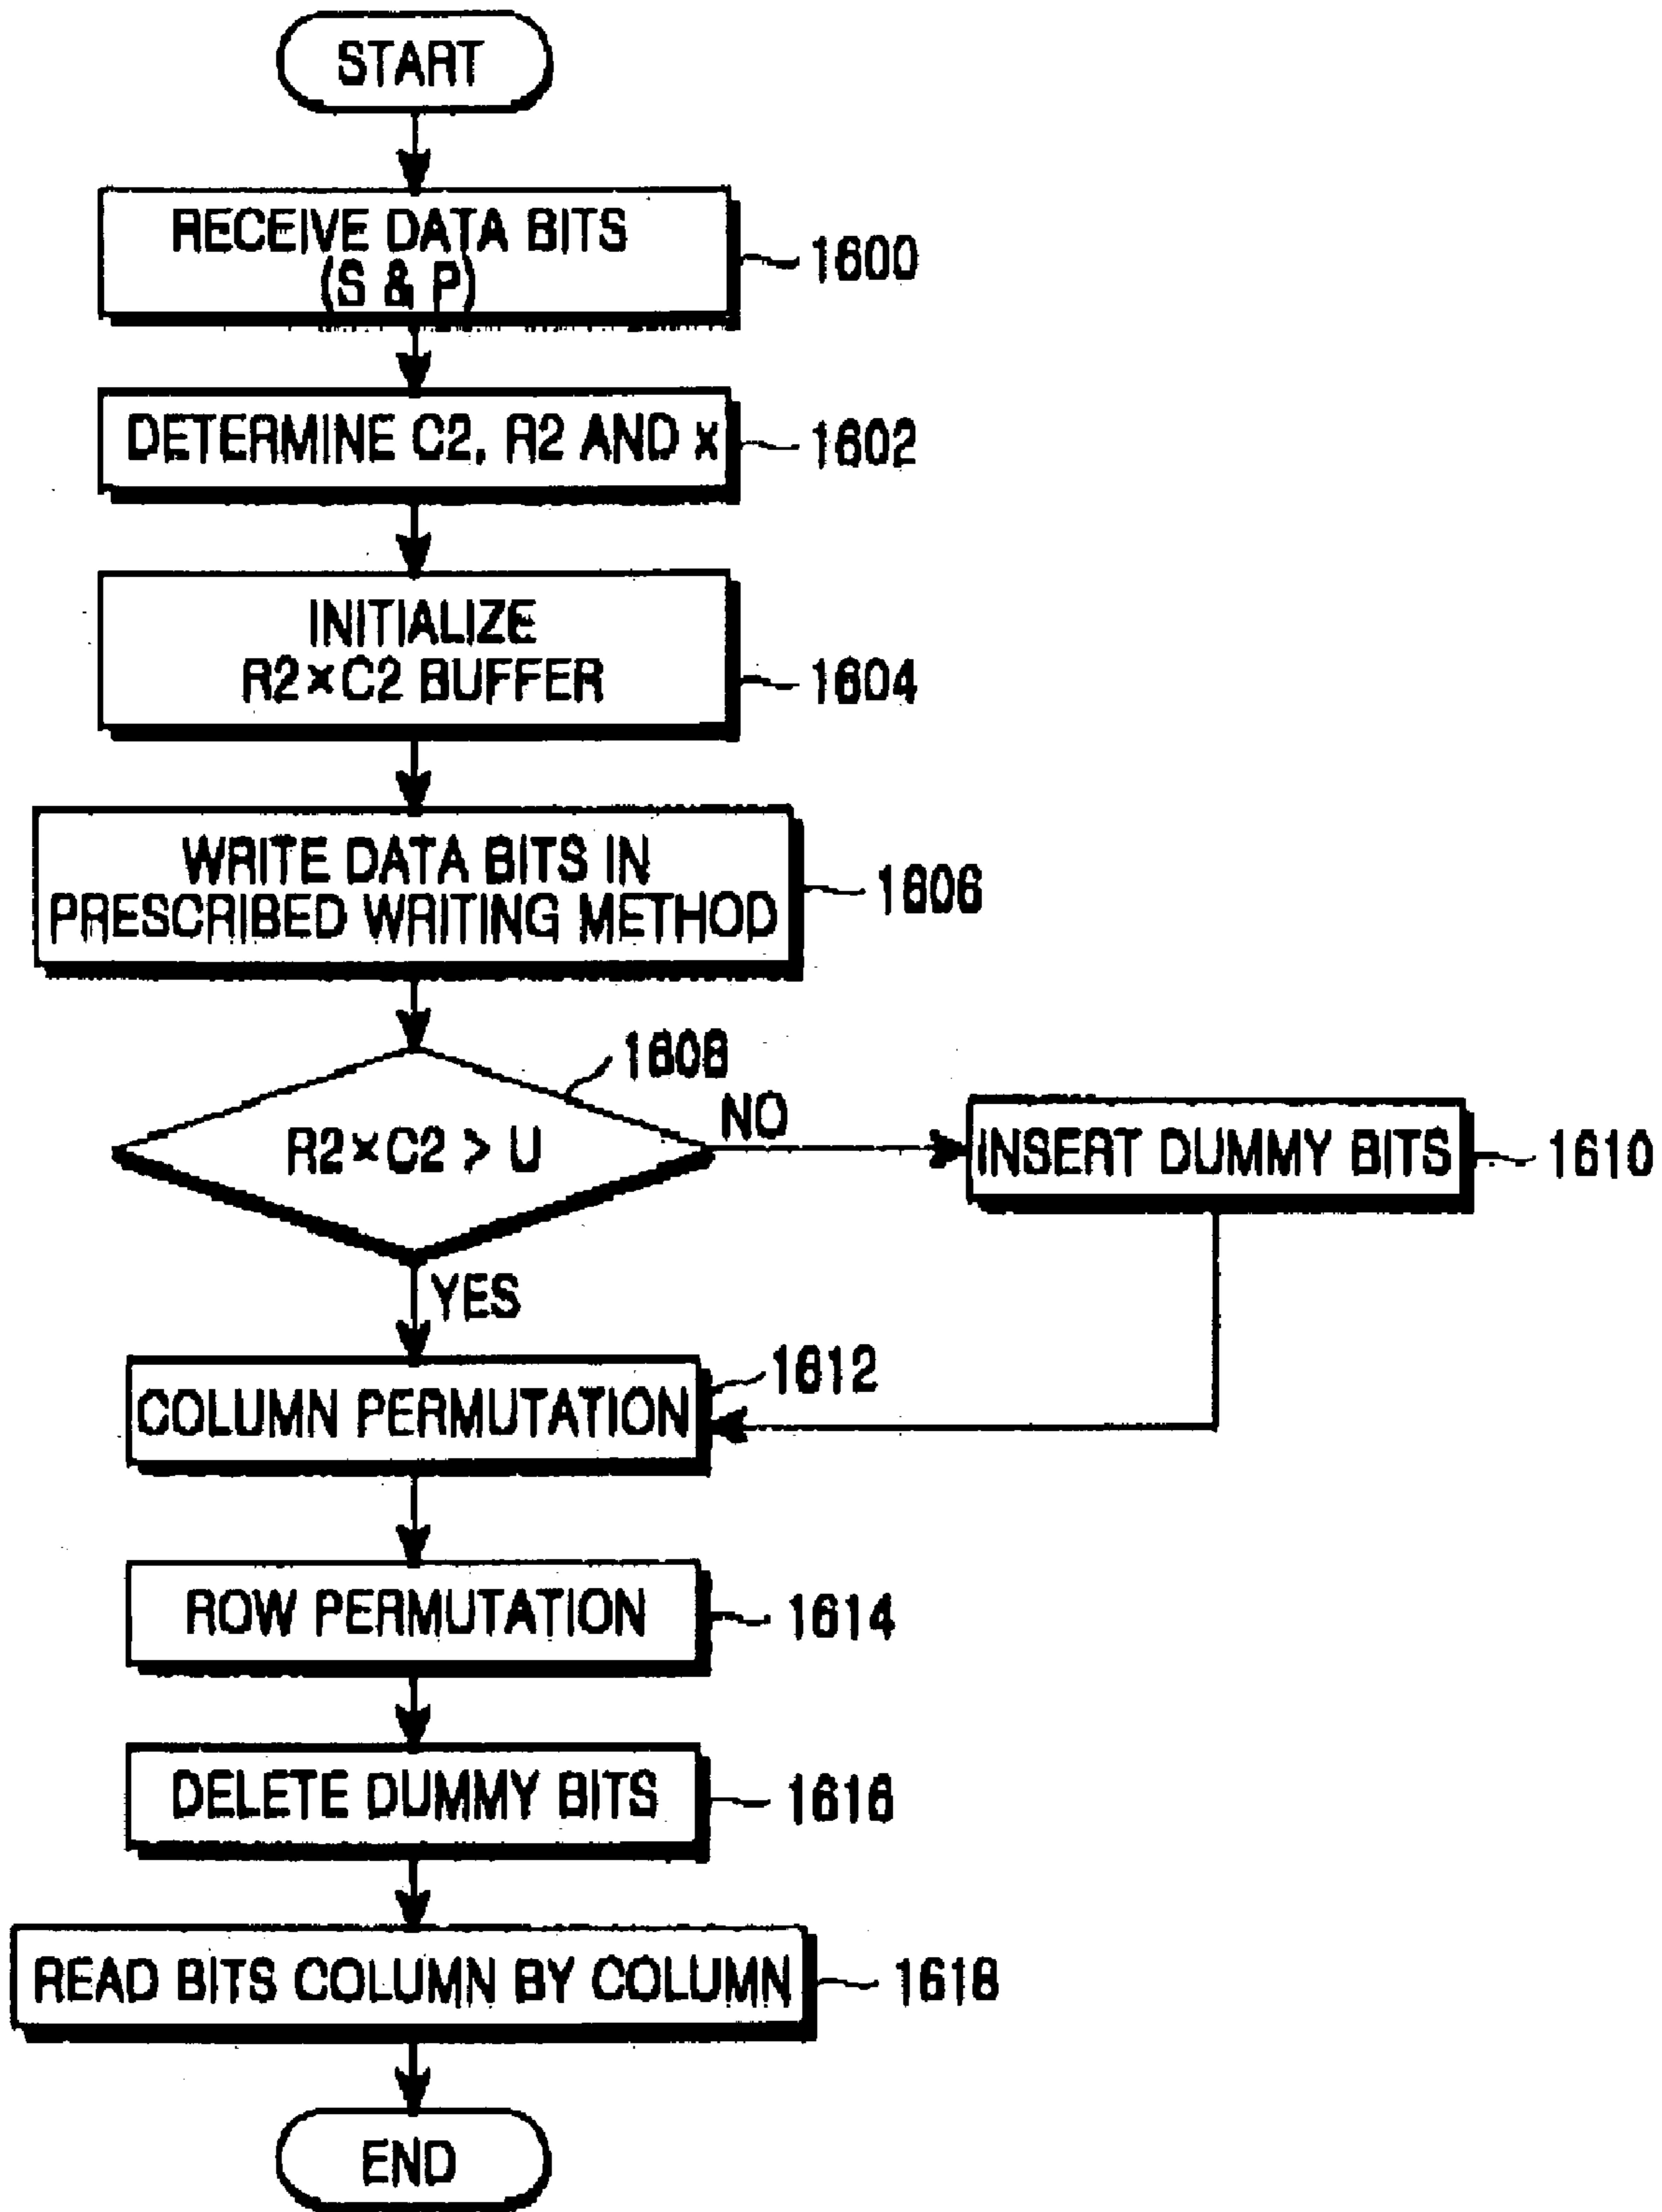 START
RECEIVE DATA BITS
(S & P)
1600
DETERMINE C2, R2 AND x
1602
INITIALIZE
R2×C2 BUFFER
1604
WRITE DATA BITS IN
PRESCRIBED WRITING METHOD
1606
1608
R2×C2 > U
NO
INSERT DUMMY BITS
1610
YES
COLUMN PERMUTATION
1612
ROW PERMUTATION
1614
DELETE DUMMY BITS
1616
READ BITS COLUMN BY COLUMN
1618
END